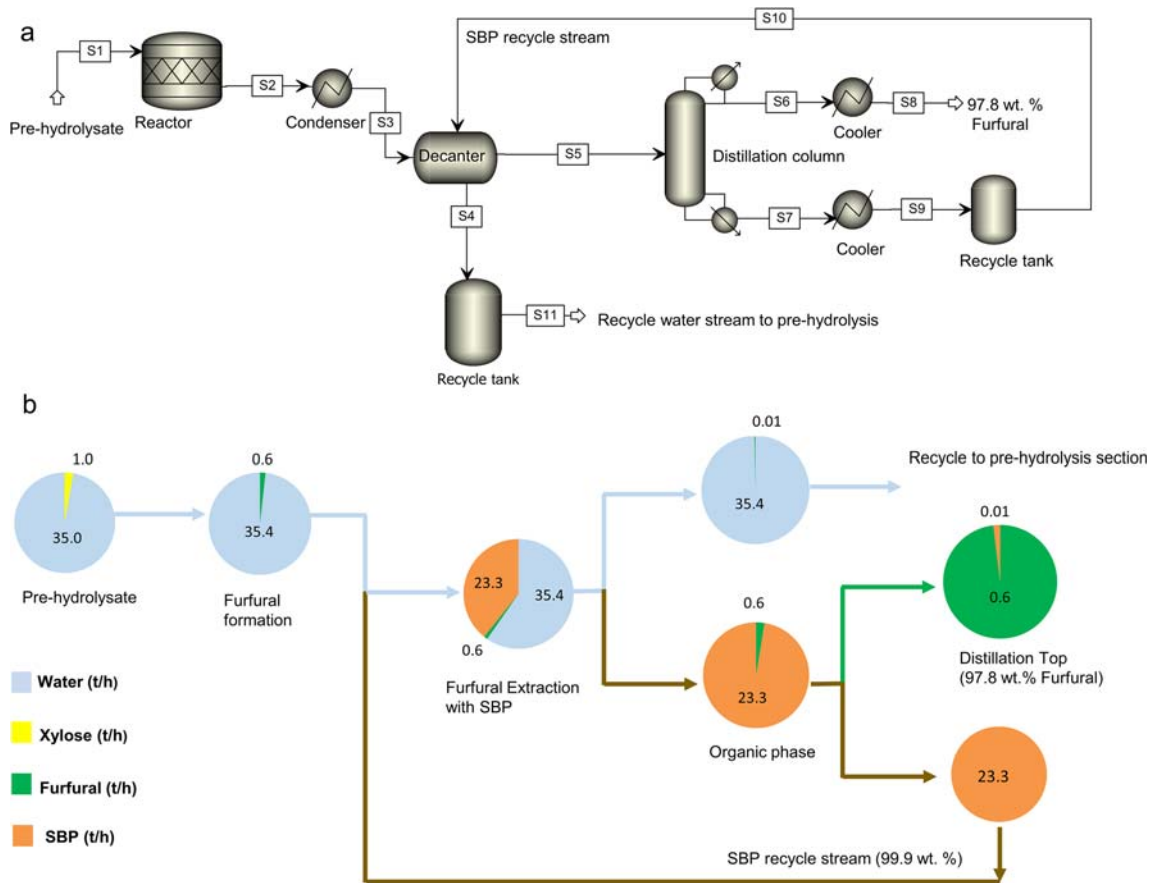 a
S10
SBP recycle stream
S1
S2
S3
S6
S8
97.8 wt. %
Furfural
Pre-hydrolysate
Reactor
Condenser
Cooler
Decanter
S5
Distillation column
S4
S7
S9
Cooler
Recycle tank
S11
Recycle water stream to pre-hydrolysis
Recycle tank
b
1.0
35.0
Pre-hydrolysate
0.6
35.4
Furfural
formation
23.3
35.4
0.6
Furfural Extraction
with SBP
0.01
35.4
Recycle to pre-hydrolysis section
0.6
23.3
Organic phase
0.01
0.6
Distillation Top
(97.8 wt.% Furfural)
23.3
SBP recycle stream (99.9 wt. %)
Water (t/h)
Xylose (t/h)
Furfural (t/h)
SBP (t/h)